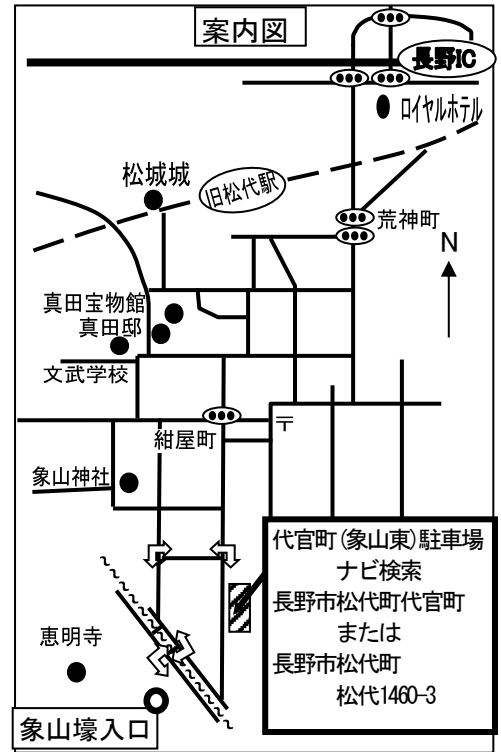 案内図
長野IC
ロイヤルホテル
松城城
旧松代駅
荒神町
N
真田宝物館
真田邸
文武学校
〒
紺屋町
象山神社
代官町(象山東)駐車場
ナビ検索
長野市松代町代官町
または
長野市松代町
松代1460-3
恵明寺
象山壕入口